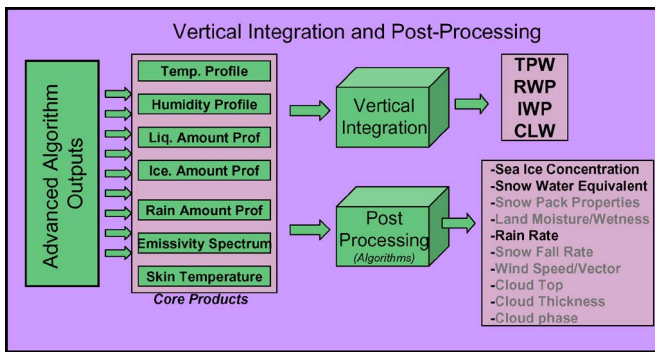 Vertical Integration and Post-Processing
Advanced Algorithm
Outputs
Temp. Profile
Humidity Profile
Liq. Amount Prof
Ice. Amount Prof
Rain Amount Prof
Emissivity Spectrum
Skin Temperature
Core Products
Vertical
Integration
TPW
RWP
IWP
CLW
Post
Processing
(Algorithms)
-Sea Ice Concentration
-Snow Water Equivalent
-Snow Pack Properties
-Land Moisture/Wetness
-Rain Rate
-Snow Fall Rate
-Wind Speed/Vector
-Cloud Top
-Cloud Thickness
-Cloud phase